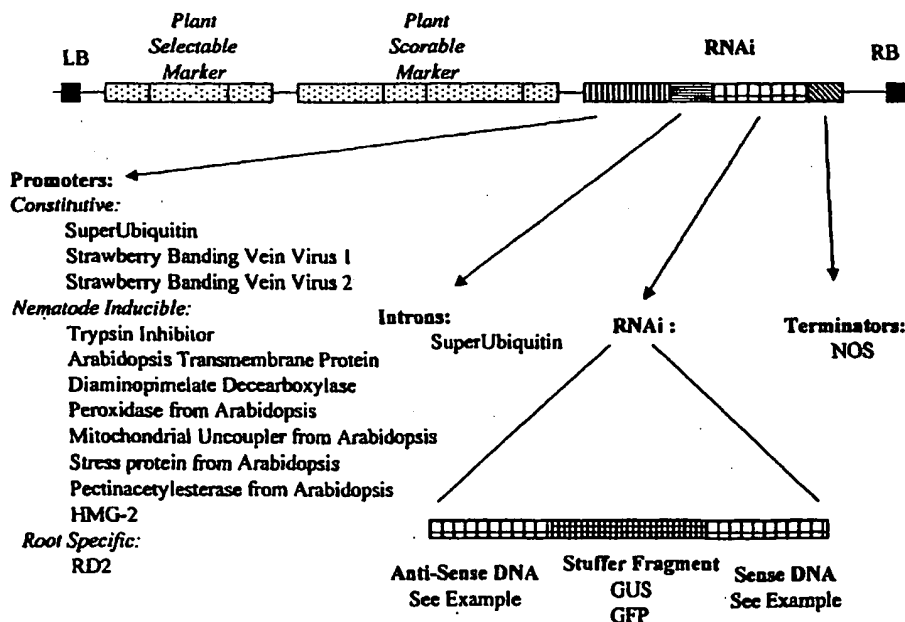 LB
Plant
Selectable
Marker
Plant
Scorable
Marker
RNAi
RB
Promoters:
Constitutive:
SuperUbiquitin
Strawberry Banding Vein Virus 1
Strawberry Banding Vein Virus 2
Nematode Inducible:
Trypsin Inhibitor
Arabidopsis Transmembrane Protein
Diaminopimelate Decearboxylase
Peroxidase from Arabidopsis
Mitochondrial Uncoupler from Arabidopsis
Stress protein from Arabidopsis
Pectinacetylesterase from Arabidopsis
HMG-2
Root Specific:
RD2
Introns:
SuperUbiquitin
RNAi :
Terminators:
NOS
Anti-Sense DNA
See Example
Stuffer Fragment
GUS
GFP
Sense DNA
See Example